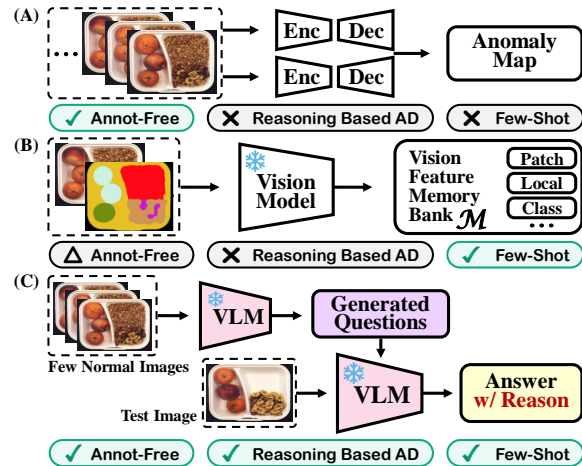 (A)
Enc Dec
Enc Dec
Anomaly
Map
✓ Annot-Free
✕ Reasoning Based AD
✕ Few-Shot
(B)
Vision
Model
Vision
Feature
Memory
Bank ℳ
Patch
Local
Class
...
△ Annot-Free
✕ Reasoning Based AD
✓ Few-Shot
(C)
Few Normal Images
VLM
Generated
Questions
Test Image
VLM
Answer
w/ Reason
✓ Annot-Free
✓ Reasoning Based AD
✓ Few-Shot